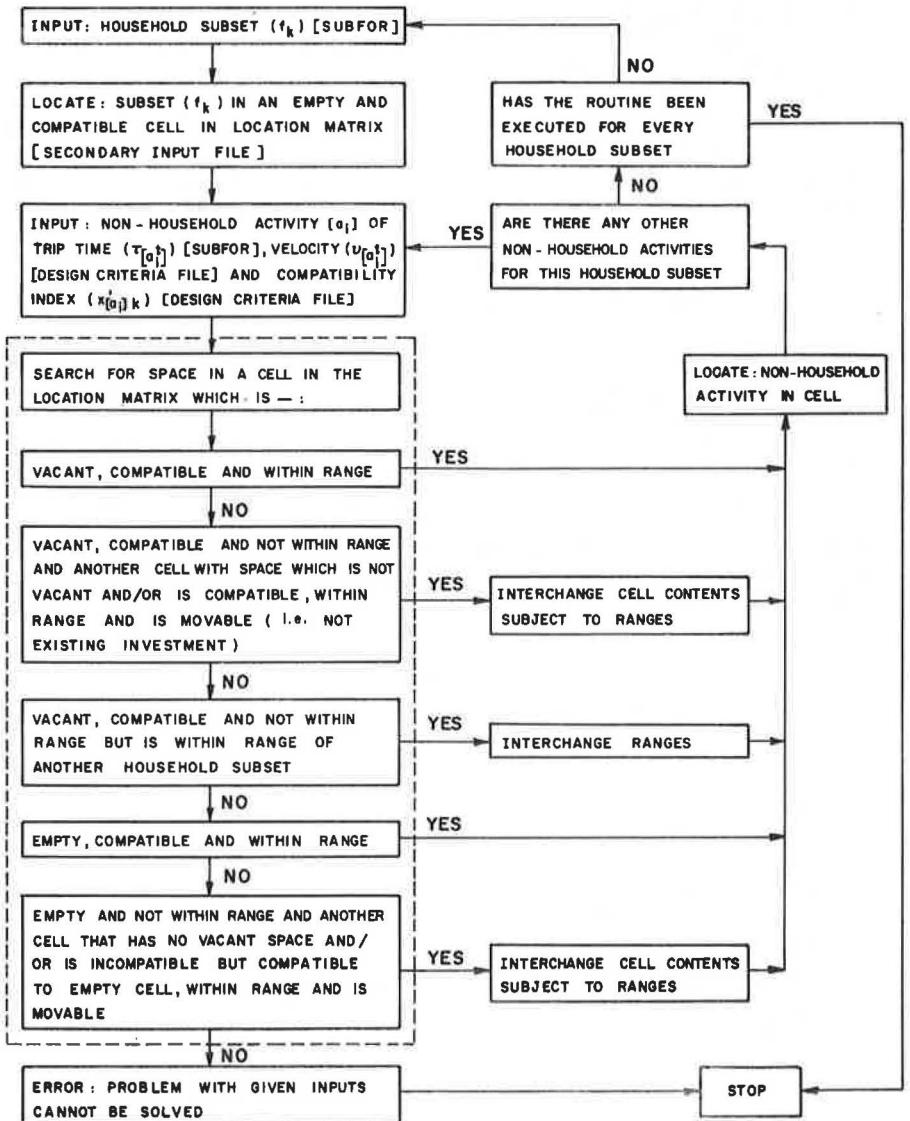 INPUT: HOUSEHOLD SUBSET (fk) [SUBFOR]
NO
LOCATE: SUBSET (fk) IN AN EMPTY AND
COMPATIBLE CELL IN LOCATION MATRIX
[SECONDARY INPUT FILE]
HAS THE ROUTINE BEEN
EXECUTED FOR EVERY
HOUSEHOLD SUBSET
YES
NO
INPUT: NON-HOUSEHOLD ACTIVITY [ai] OF
TRIP TIME (τ[ai]) [SUBFOR], VELOCITY (υ[ai])
[DESIGN CRITERIA FILE] AND COMPATIBILITY
INDEX (x[ai]k) [DESIGN CRITERIA FILE]
YES
ARE THERE ANY OTHER
NON-HOUSEHOLD ACTIVITIES
FOR THIS HOUSEHOLD SUBSET
SEARCH FOR SPACE IN A CELL IN THE
LOCATION MATRIX WHICH IS — :
LOCATE: NON-HOUSEHOLD
ACTIVITY IN CELL
VACANT, COMPATIBLE AND WITHIN RANGE
YES
NO
VACANT, COMPATIBLE AND NOT WITHIN RANGE
AND ANOTHER CELL WITH SPACE WHICH IS NOT
VACANT AND/OR IS COMPATIBLE, WITHIN
RANGE AND IS MOVABLE ( i.e. NOT
EXISTING INVESTMENT)
YES
INTERCHANGE CELL CONTENTS
SUBJECT TO RANGES
NO
VACANT, COMPATIBLE AND NOT WITHIN
RANGE BUT IS WITHIN RANGE OF
ANOTHER HOUSEHOLD SUBSET
YES
INTERCHANGE RANGES
NO
EMPTY, COMPATIBLE AND WITHIN RANGE
YES
NO
EMPTY AND NOT WITHIN RANGE AND ANOTHER
CELL THAT HAS NO VACANT SPACE AND/
OR IS INCOMPATIBLE BUT COMPATIBLE
TO EMPTY CELL, WITHIN RANGE AND IS
MOVABLE
YES
INTERCHANGE CELL CONTENTS
SUBJECT TO RANGES
NO
ERROR: PROBLEM WITH GIVEN INPUTS
CANNOT BE SOLVED
STOP